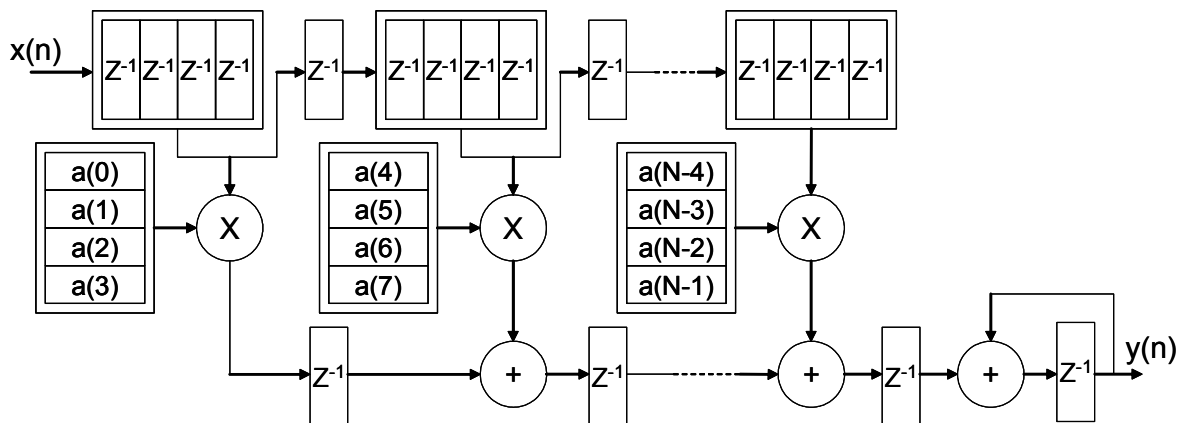 x(n)
Z-1 Z-1 Z-1 Z-1
Z-1
Z-1 Z-1 Z-1 Z-1
Z-1
Z-1 Z-1 Z-1 Z-1
a(0)
a(1)
a(2)
a(3)
X
a(4)
a(5)
a(6)
a(7)
X
a(N-4)
a(N-3)
a(N-2)
a(N-1)
X
Z-1
+
Z-1
+
Z-1
+
Z-1
y(n)